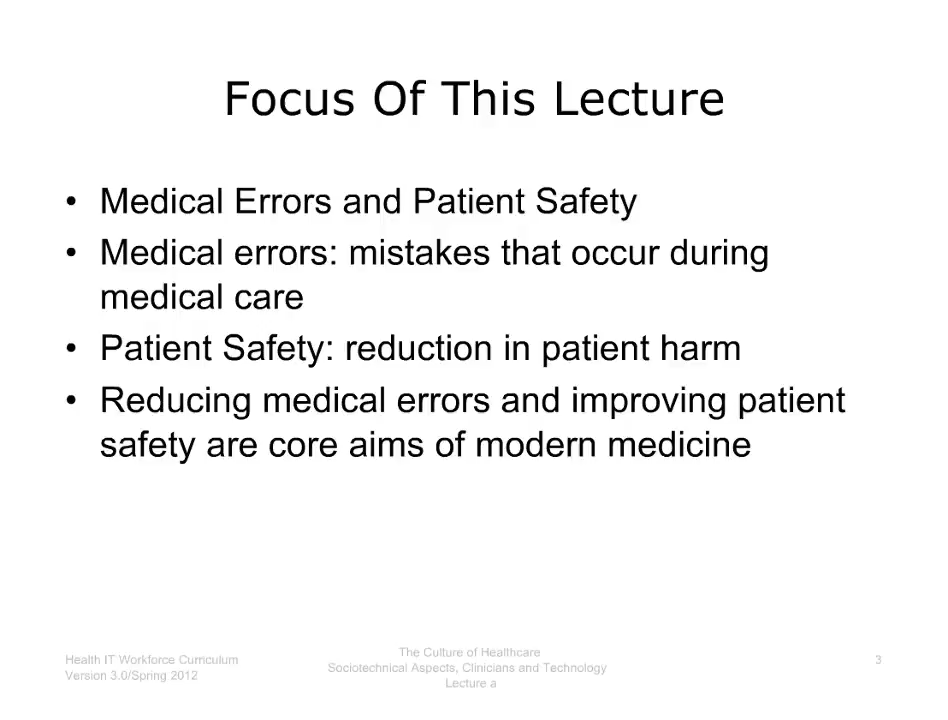 Focus Of This Lecture
• Medical Errors and Patient Safety
• Medical errors: mistakes that occur during
medical care
• Patient Safety: reduction in patient harm
• Reducing medical errors and improving patient
safety are core aims of modern medicine
Health IT Workforce Curriculum
Version 3.0/Spring 2012
The Culture of Healthcare
Sociotechnical Aspects, Clinicians and Technology
Lecture a
3